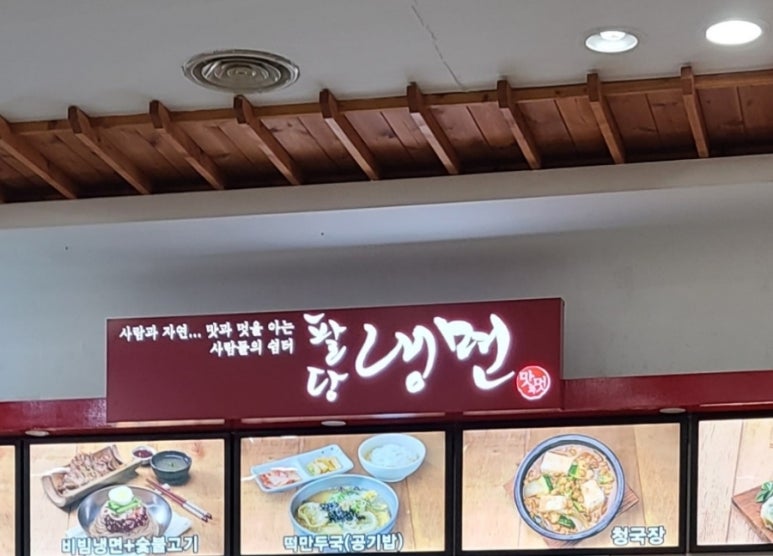 사람과 자연... 맛과 멋을 아는
사람들의 쉼터
팔당 냉면
맛과멋
비빔냉면+숯불고기
떡만두국(공기밥)
청국장